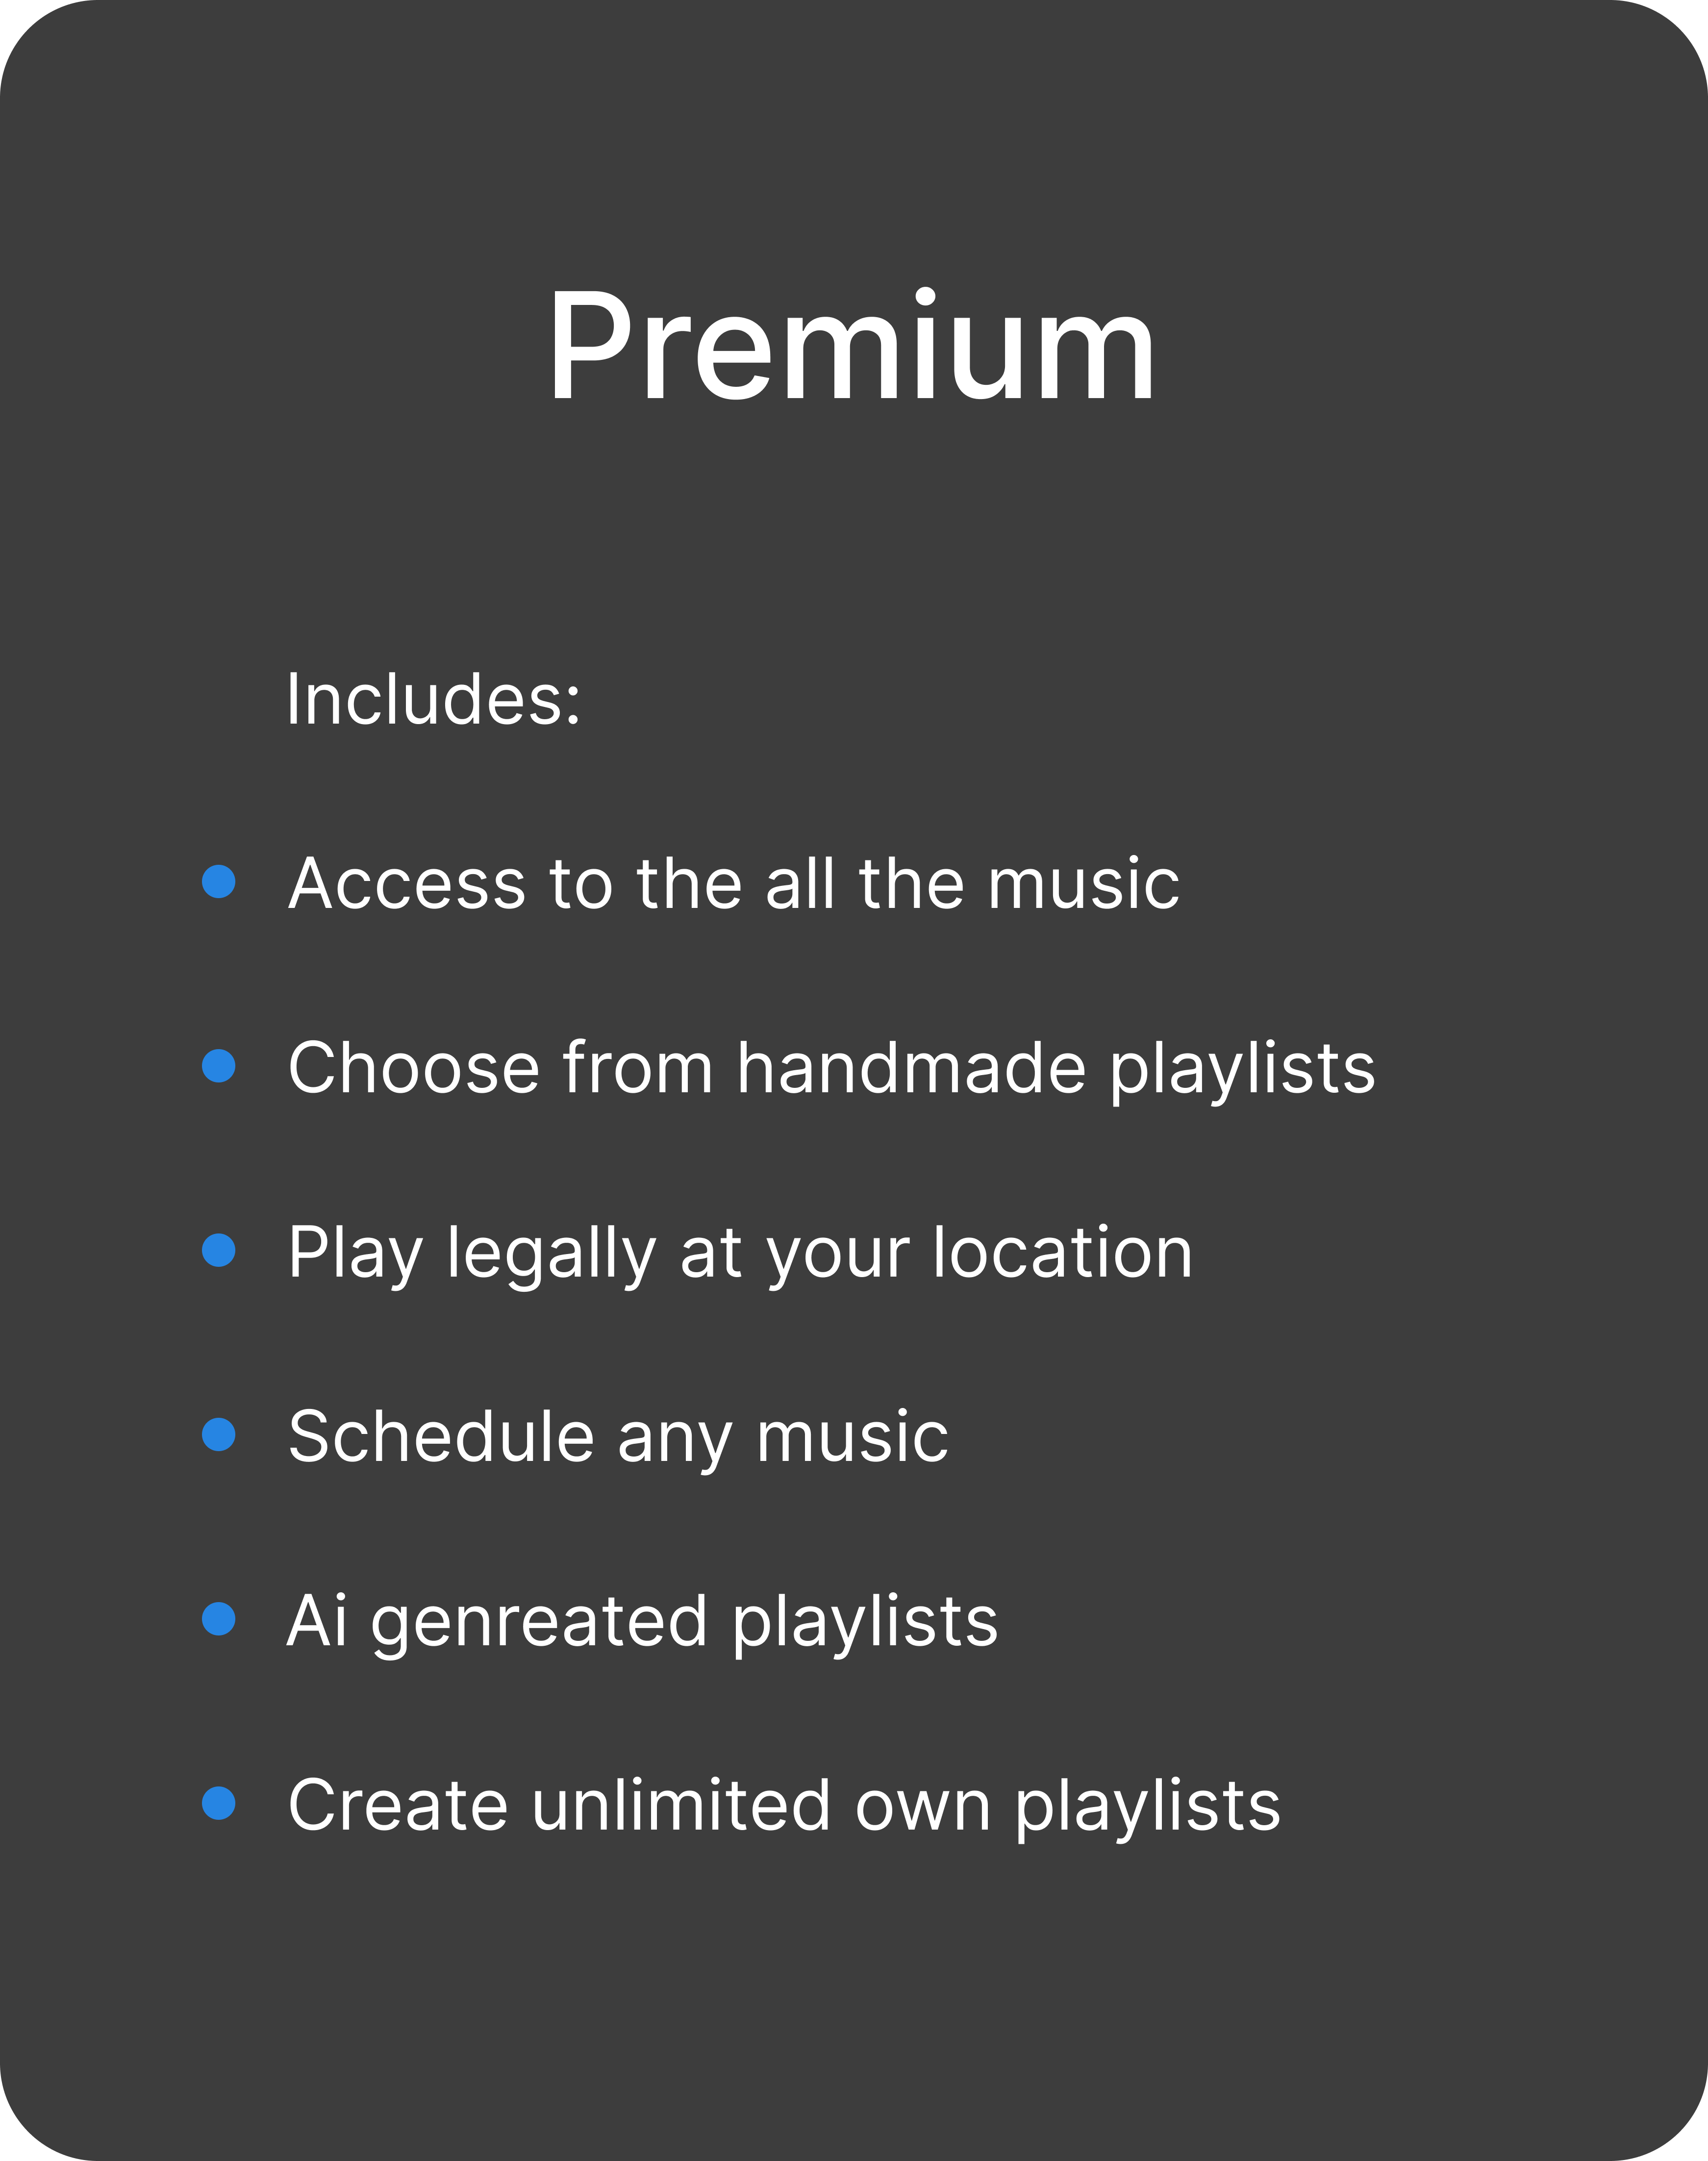 Premium
Includes:
Access to the all the music
Choose from handmade playlists
Play legally at your location
Schedule any music
Ai genreated playlists
Create unlimited own playlists